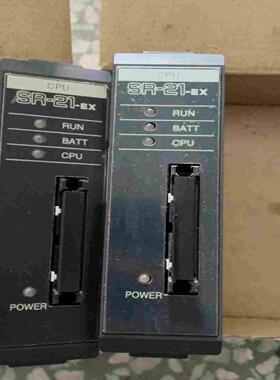 CPU
SR-21-EX
RUN
BATT
CPU
POWER
CPU
SR-21-EX
RUN
BATT
CPU
POWER